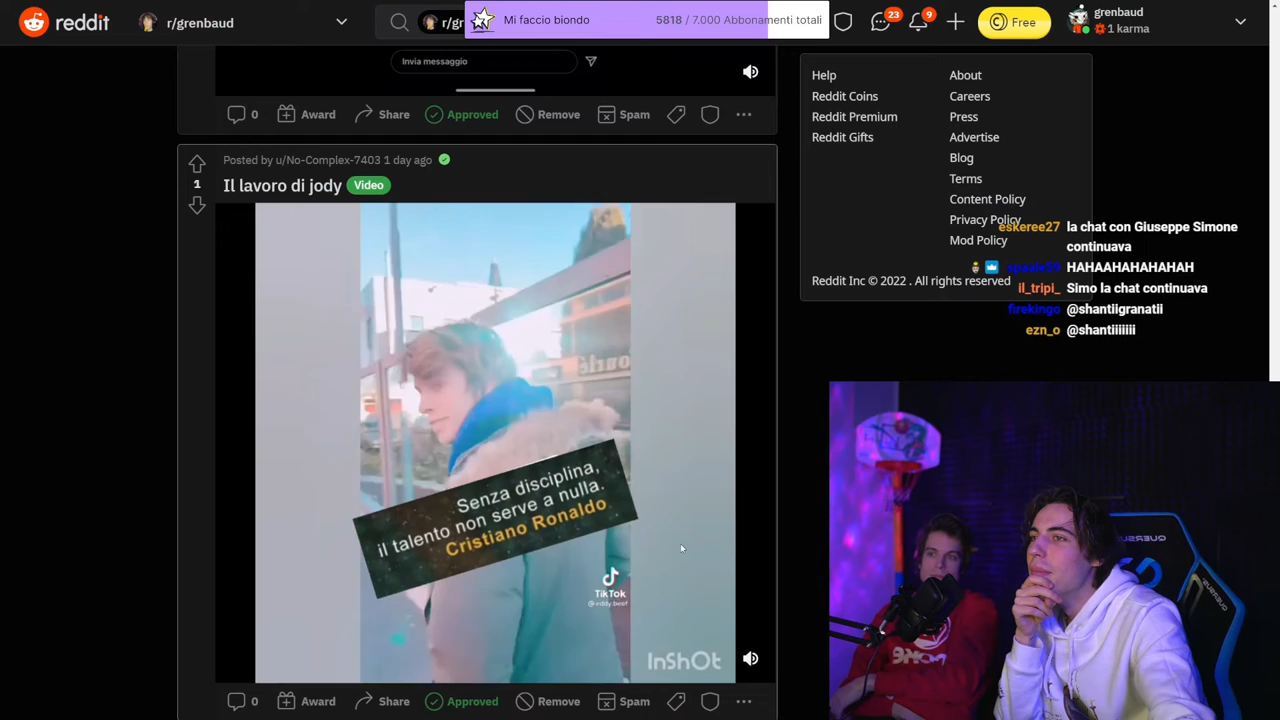 reddit
r/grenbaud
r/gr
Mi faccio biondo
5818 / 7.000 Abbonamenti totali
23
9
Free
grenbaud
1 karma
Invia messaggio
0
Award
Share
Approved
Remove
Spam
Posted by u/No-Complex-7403 1 day ago
1
Il lavoro di jody
Video
Senza disciplina,
il talento non serve a nulla.
Cristiano Ronaldo
TikTok
InShOt
0
Award
Share
Approved
Remove
Spam
Help
About
Reddit Coins
Careers
Reddit Premium
Press
Reddit Gifts
Advertise
Blog
Terms
Content Policy
Privacy Policy
Mod Policy
Reddit Inc © 2022 . All rights reserved
eskeree27 la chat con Giuseppe Simone
continuava
HAHAAHAHAHAHAH
il_tripi_ Simo la chat continuava
firekingo @shantiigranatii
ezn_o @shantiiiiiii
QUERSUS